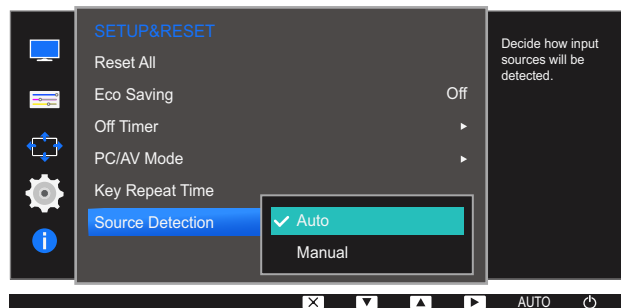 SETUP&RESET
Reset All
Eco Saving Off
Off Timer
PC/AV Mode
Key Repeat Time
Source Detection
Auto
Manual
Decide how input
sources will be
detected.
AUTO